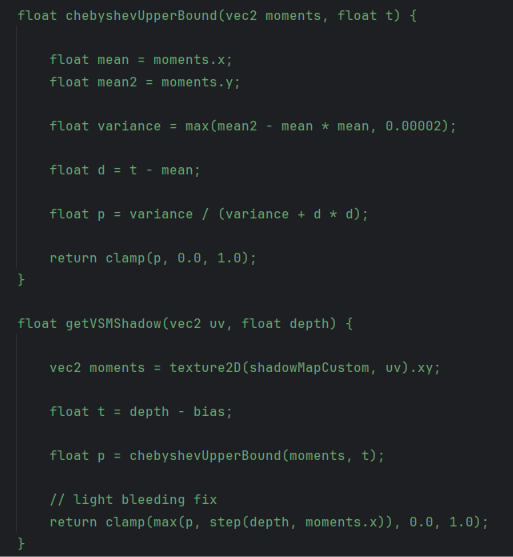 float chebyshevUpperBound(vec2 moments, float t) {
float mean = moments.x;
float mean2 = moments.y;
float variance = max(mean2 - mean * mean, 0.00002);
float d = t - mean;
float p = variance / (variance + d * d);
return clamp(p, 0.0, 1.0);
}
float getVSMShadow(vec2 uv, float depth) {
vec2 moments = texture2D(shadowMapCustom, uv).xy;
float t = depth - bias;
float p = chebyshevUpperBound(moments, t);
// light bleeding fix
return clamp(max(p, step(depth, moments.x)), 0.0, 1.0);
}